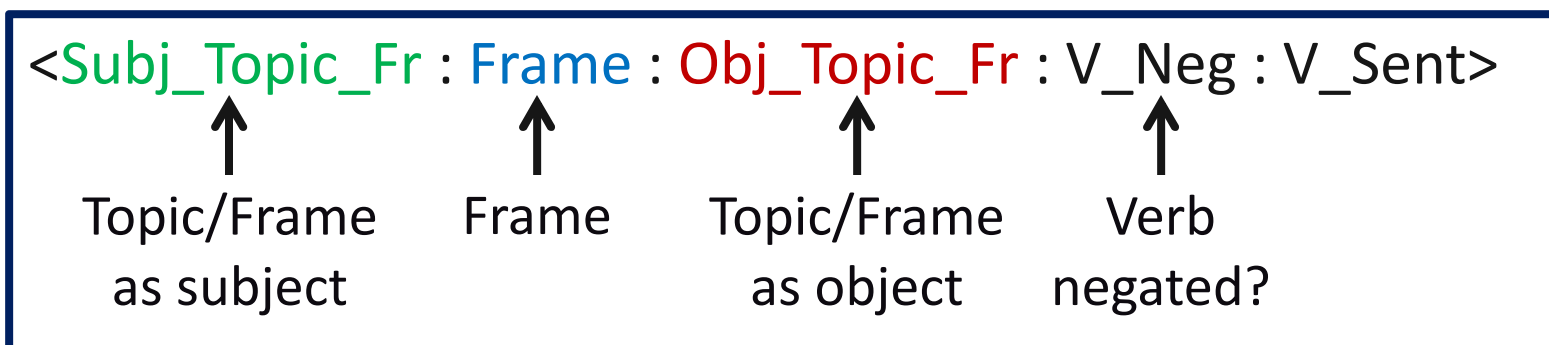 <Subj_Topic_Fr : Frame : Obj_Topic_Fr : V_Neg : V_Sent>
Topic/Frame Frame Topic/Frame Verb
as subject as object negated?